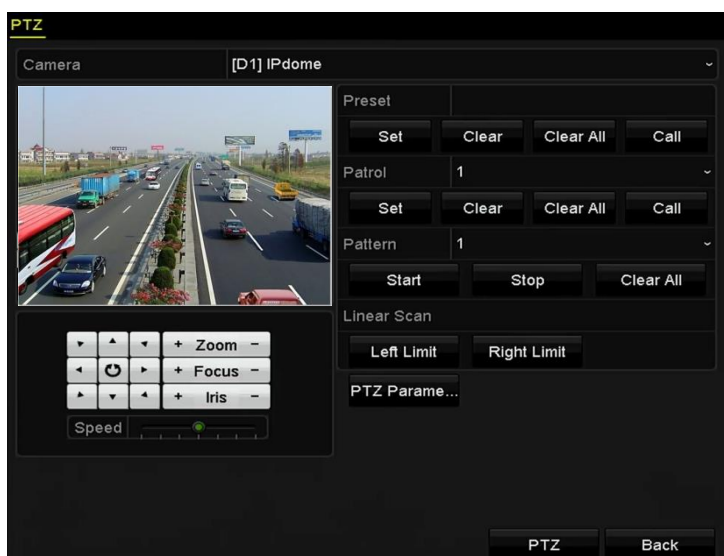 PTZ
Camera [D1] IPdome
Preset
Set Clear Clear All Call
Patrol 1
Set Clear Clear All Call
Pattern 1
Start Stop Clear All
Linear Scan
Left Limit Right Limit
PTZ Parame...
+ Zoom -
+ Focus -
+ Iris -
Speed
PTZ Back